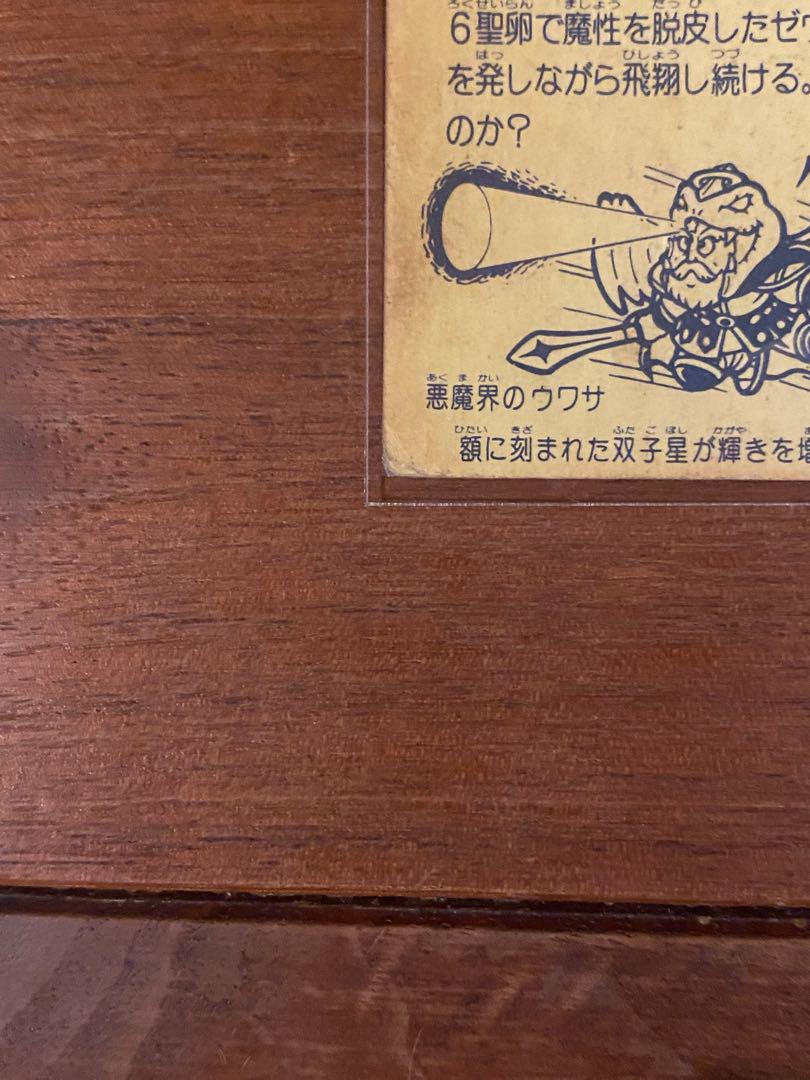 6聖卵で魔性を脱皮したゼウ
を発しながら飛翔し続ける。
のか?
悪魔界のウワサ
額に刻まれた双子星が輝きを増